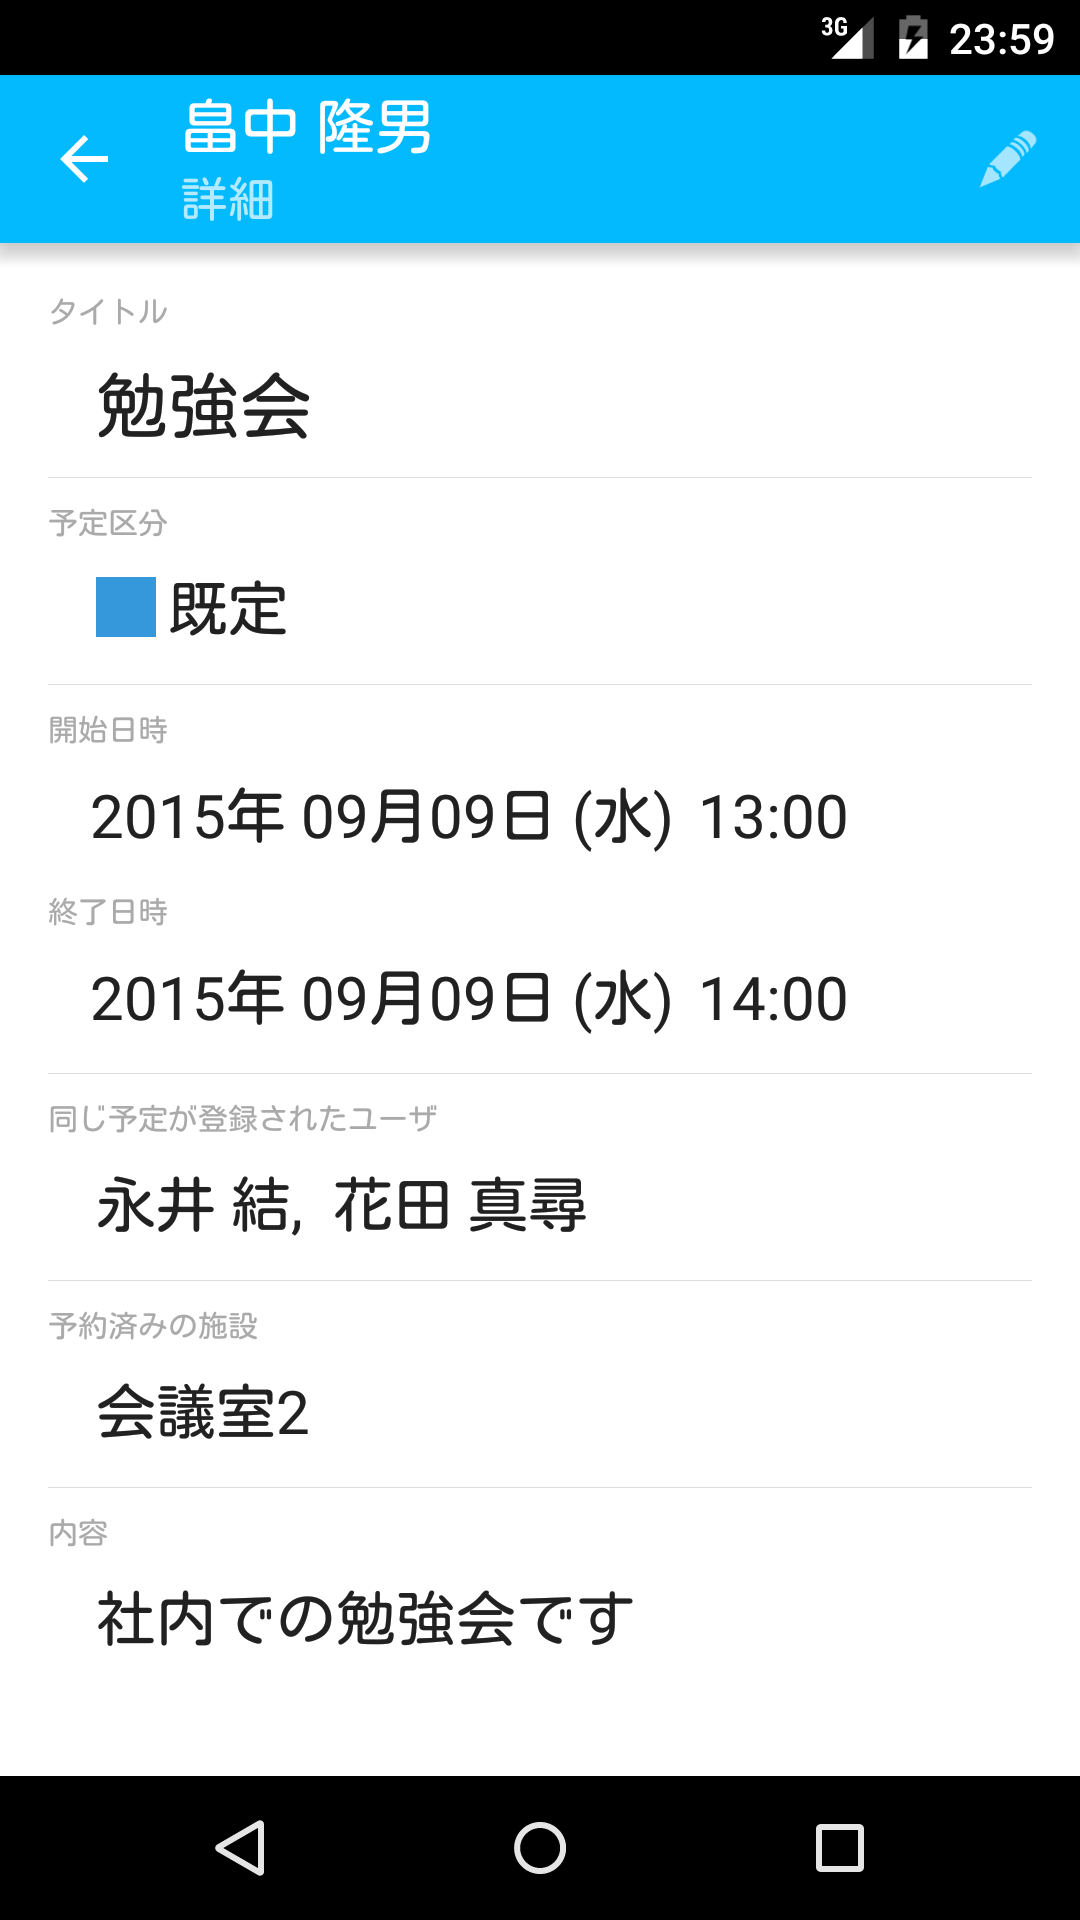 3G 23:59
畠中 隆男
詳細
タイトル
勉強会
予定区分
既定
開始日時
2015年 09月09日 (水) 13:00
終了日時
2015年 09月09日 (水) 14:00
同じ予定が登録されたユーザ
永井 結, 花田 真尋
予約済みの施設
会議室2
内容
社内での勉強会です